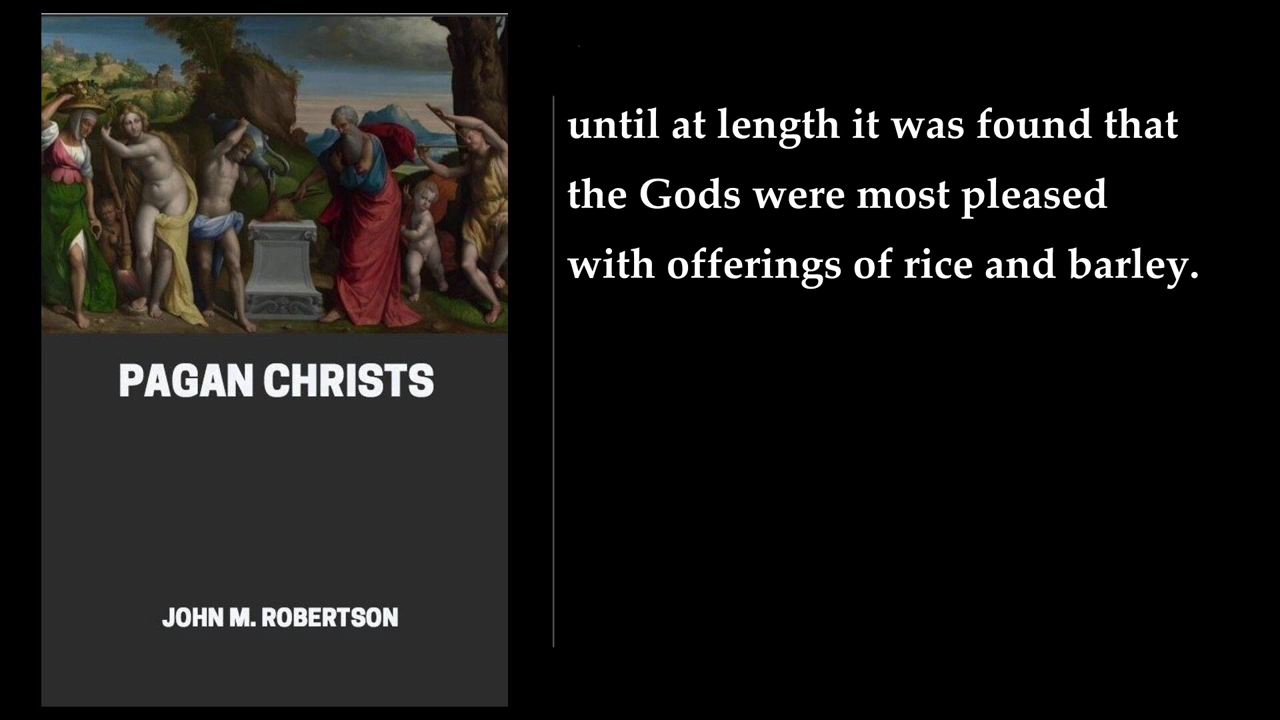 PAGAN CHRISTS
JOHN M. ROBERTSON
until at length it was found that
the Gods were most pleased
with offerings of rice and barley.